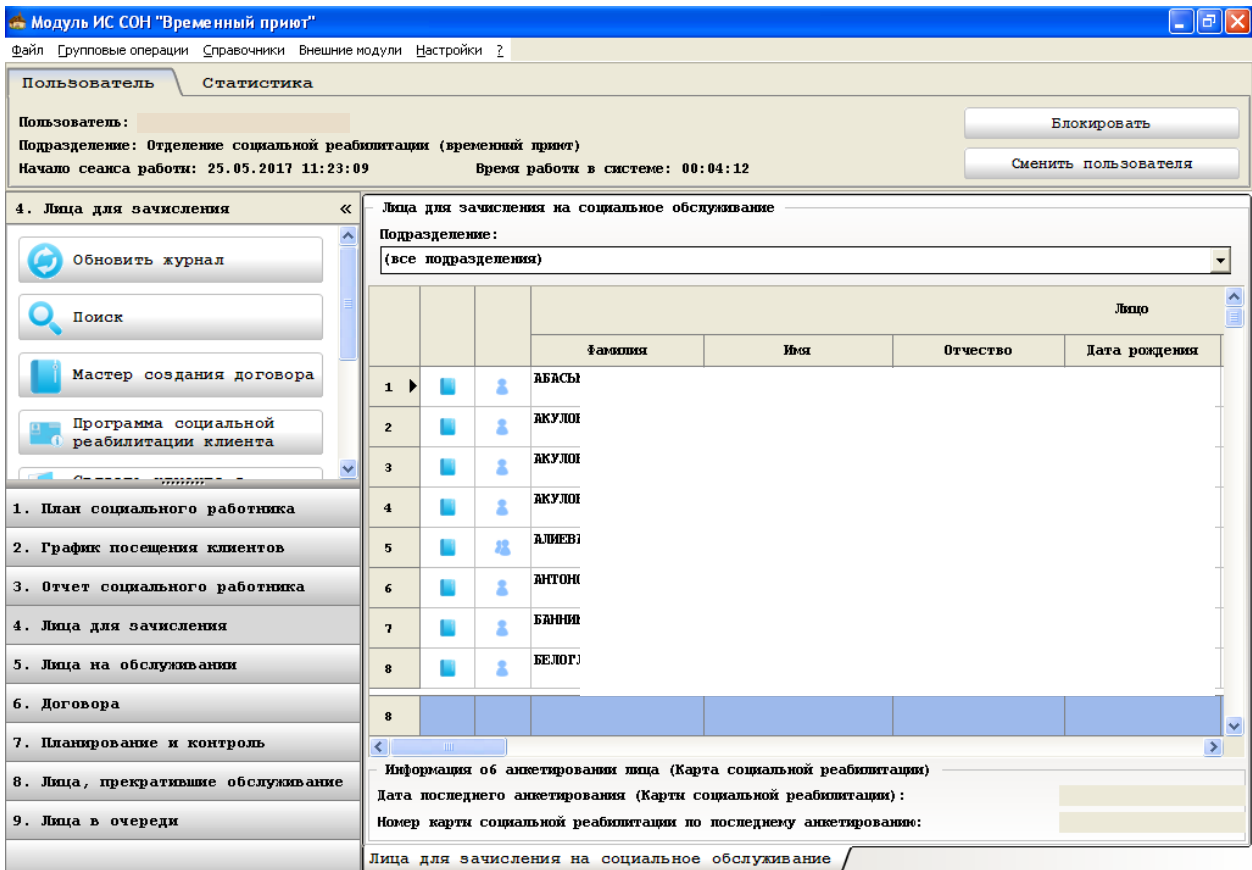 Модуль ИС СОН "Временный приют"
Файл Групповые операции Справочники Внешние модули Настройки ?
Пользователь Статистика
Пользователь:
Подразделение: Отделение социальной реабилитации (временный приют)
Начало сеанса работы: 25.05.2017 11:23:09 Время работы в системе: 00:04:12
Блокировать
Сменить пользователя
4. Лица для зачисления «
Обновить журнал
Поиск
Мастер создания договора
Программа социальной
реабилитации клиента
1. План социального работника
2. График посещения клиентов
3. Отчет социального работника
4. Лица для зачисления
5. Лица на обслуживании
6. Договора
7. Планирование и контроль
8. Лица, прекратившие обслуживание
9. Лица в очереди
Лица для зачисления на социальное обслуживание
Подразделение:
(все подразделения)
Лицо
Фамилия Имя Отчество Дата рождения
1 АБАСЫ
2 АКУЛОВ
3 АКУЛОВ
4 АКУЛОВ
5 АЛИЕВА
6 АНТОНО
7 БАННИК
8 БЕЛОГЛ
8
Информация об анкетировании лица (Карта социальной реабилитации)
Дата последнего анкетирования (Карты социальной реабилитации):
Номер карты социальной реабилитации по последнему анкетированию:
Лица для зачисления на социальное обслуживание